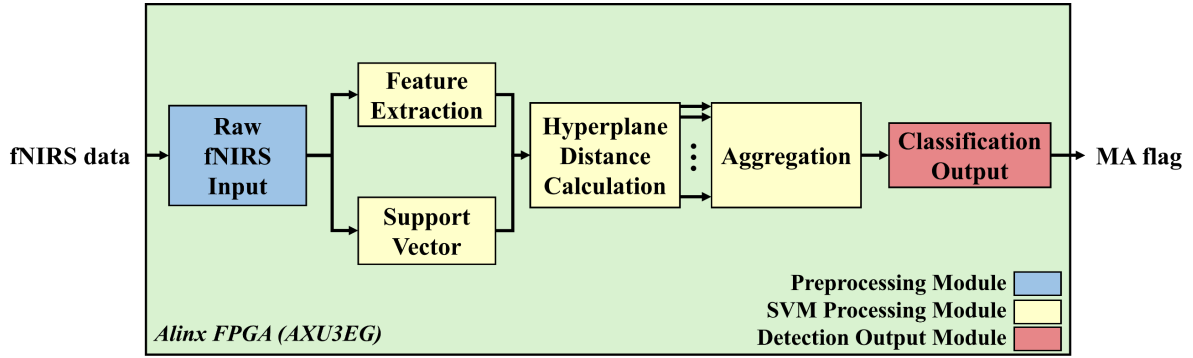 fNIRS data
Raw
fNIRS
Input
Feature
Extraction
Support
Vector
Hyperplane
Distance
Calculation
Aggregation
Classification
Output
MA flag
Preprocessing Module
SVM Processing Module
Detection Output Module
Alinx FPGA (AXU3EG)